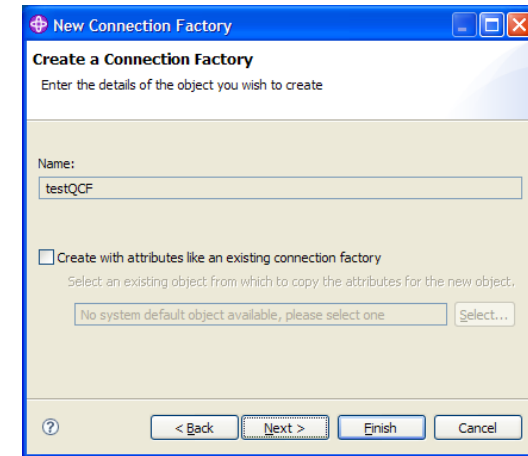 New Connection Factory
Create a Connection Factory
Enter the details of the object you wish to create
Name:
testQCF
Create with attributes like an existing connection factory
Select an existing object from which to copy the attributes for the new object.
No system default object available, please select one
Select...
? < Back Next > Finish Cancel